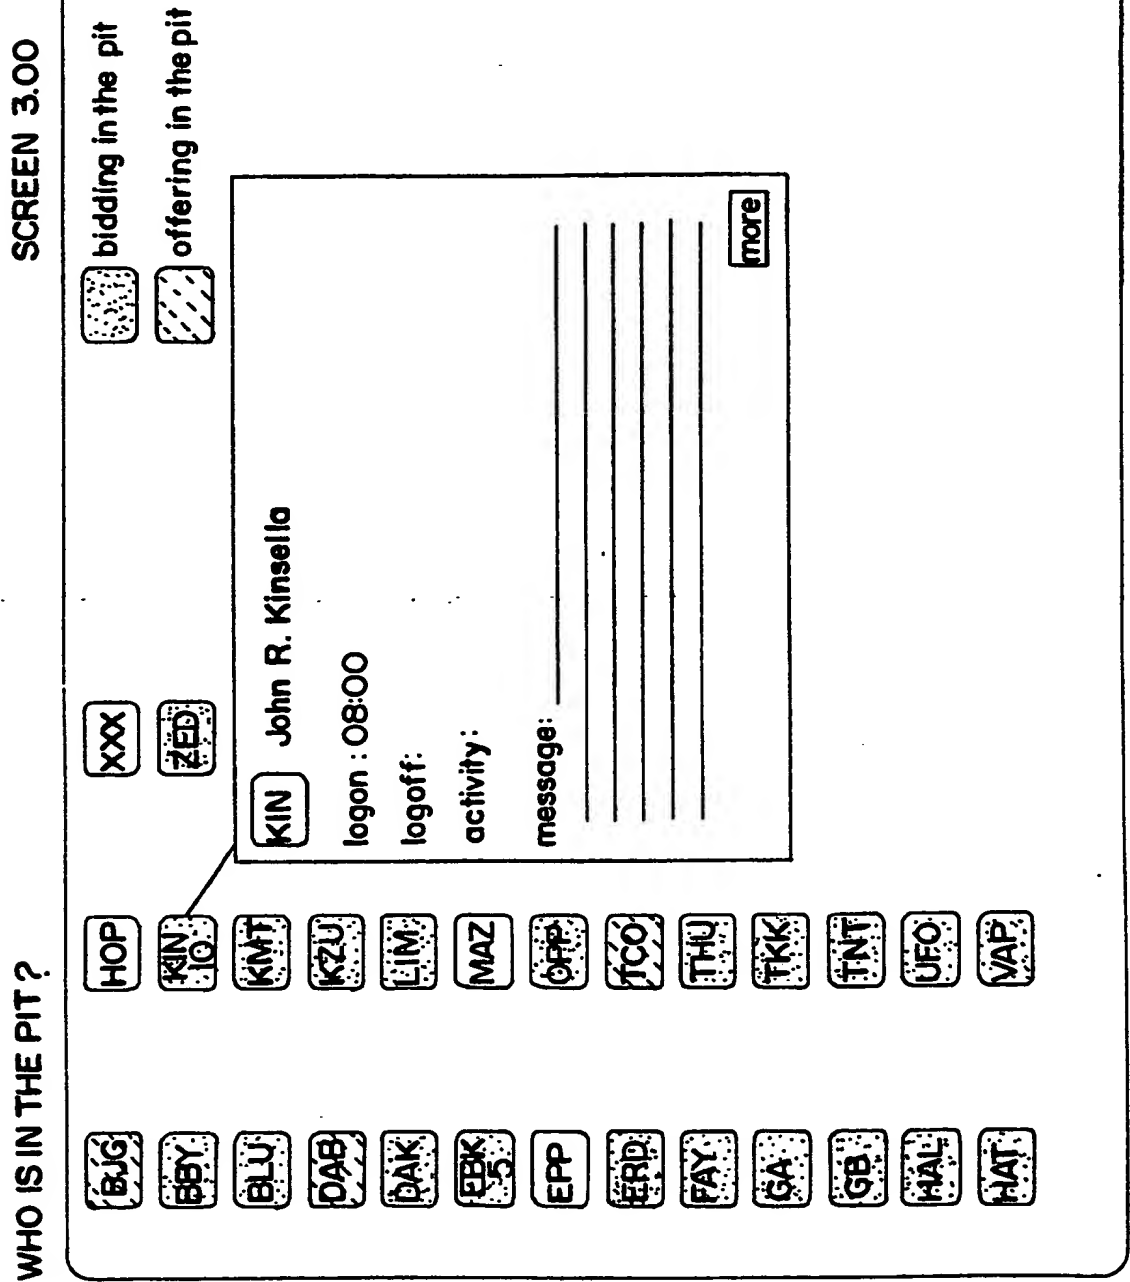 WHO IS IN THE PIT?
SCREEN 3.00
BJG
BBY
BLU
DAB
DAK
EBK
5
EPP
ERD
FAY
GA
GB
HAL
HAT
HOP
KIN
10
KMT
KZU
LIM
MAZ
OPP
TCO
THU
TKK
TNT
UFO
VAP
XXX
ZED
bidding in the pit
offering in the pit
KIN John R. Kinsella
logon : 08:00
logoff:
activity:
message:
more